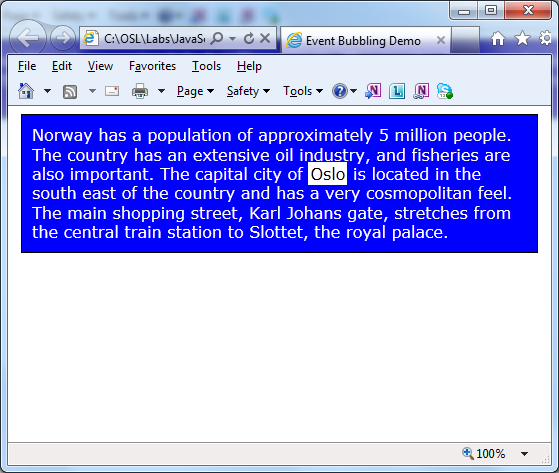 C:\OSL\Labs\JavaSc
Event Bubbling Demo
File Edit View Favorites Tools Help
Page Safety Tools
Norway has a population of approximately 5 million people.
The country has an extensive oil industry, and fisheries are
also important. The capital city of Oslo is located in the
south east of the country and has a very cosmopolitan feel.
The main shopping street, Karl Johans gate, stretches from
the central train station to Slottet, the royal palace.
100%